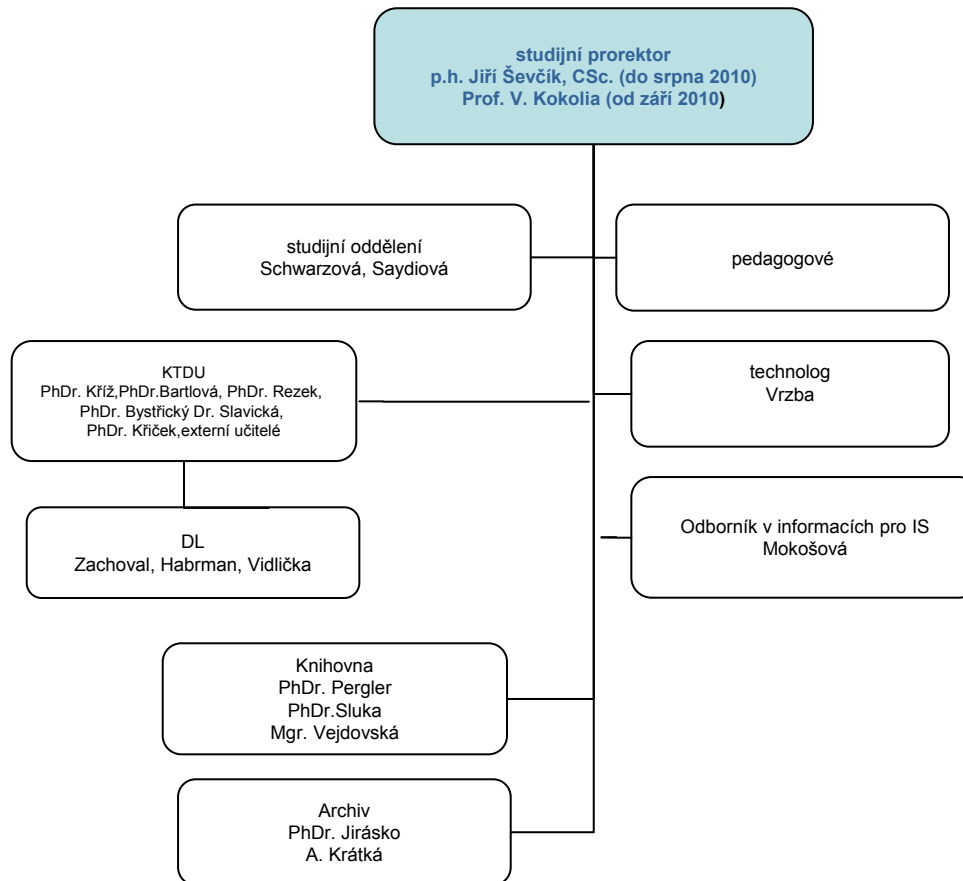 studijní prorektor
p.h. Jiří Ševčík, CSc. (do srpna 2010)
Prof. V. Kokolia (od září 2010)
studijní oddělení
Schwarzová, Saydiová
pedagogové
KTDU
PhDr. Kříž,PhDr.Bartlová, PhDr. Rezek,
PhDr. Bystřický Dr. Slavická,
PhDr. Křiček,externí učitelé
technolog
Vrzba
DL
Zachoval, Habrman, Vidlička
Odborník v informacích pro IS
Mokošová
Knihovna
PhDr. Pergler
PhDr.Sluka
Mgr. Vejdovská
Archiv
PhDr. Jirásko
A. Krátká